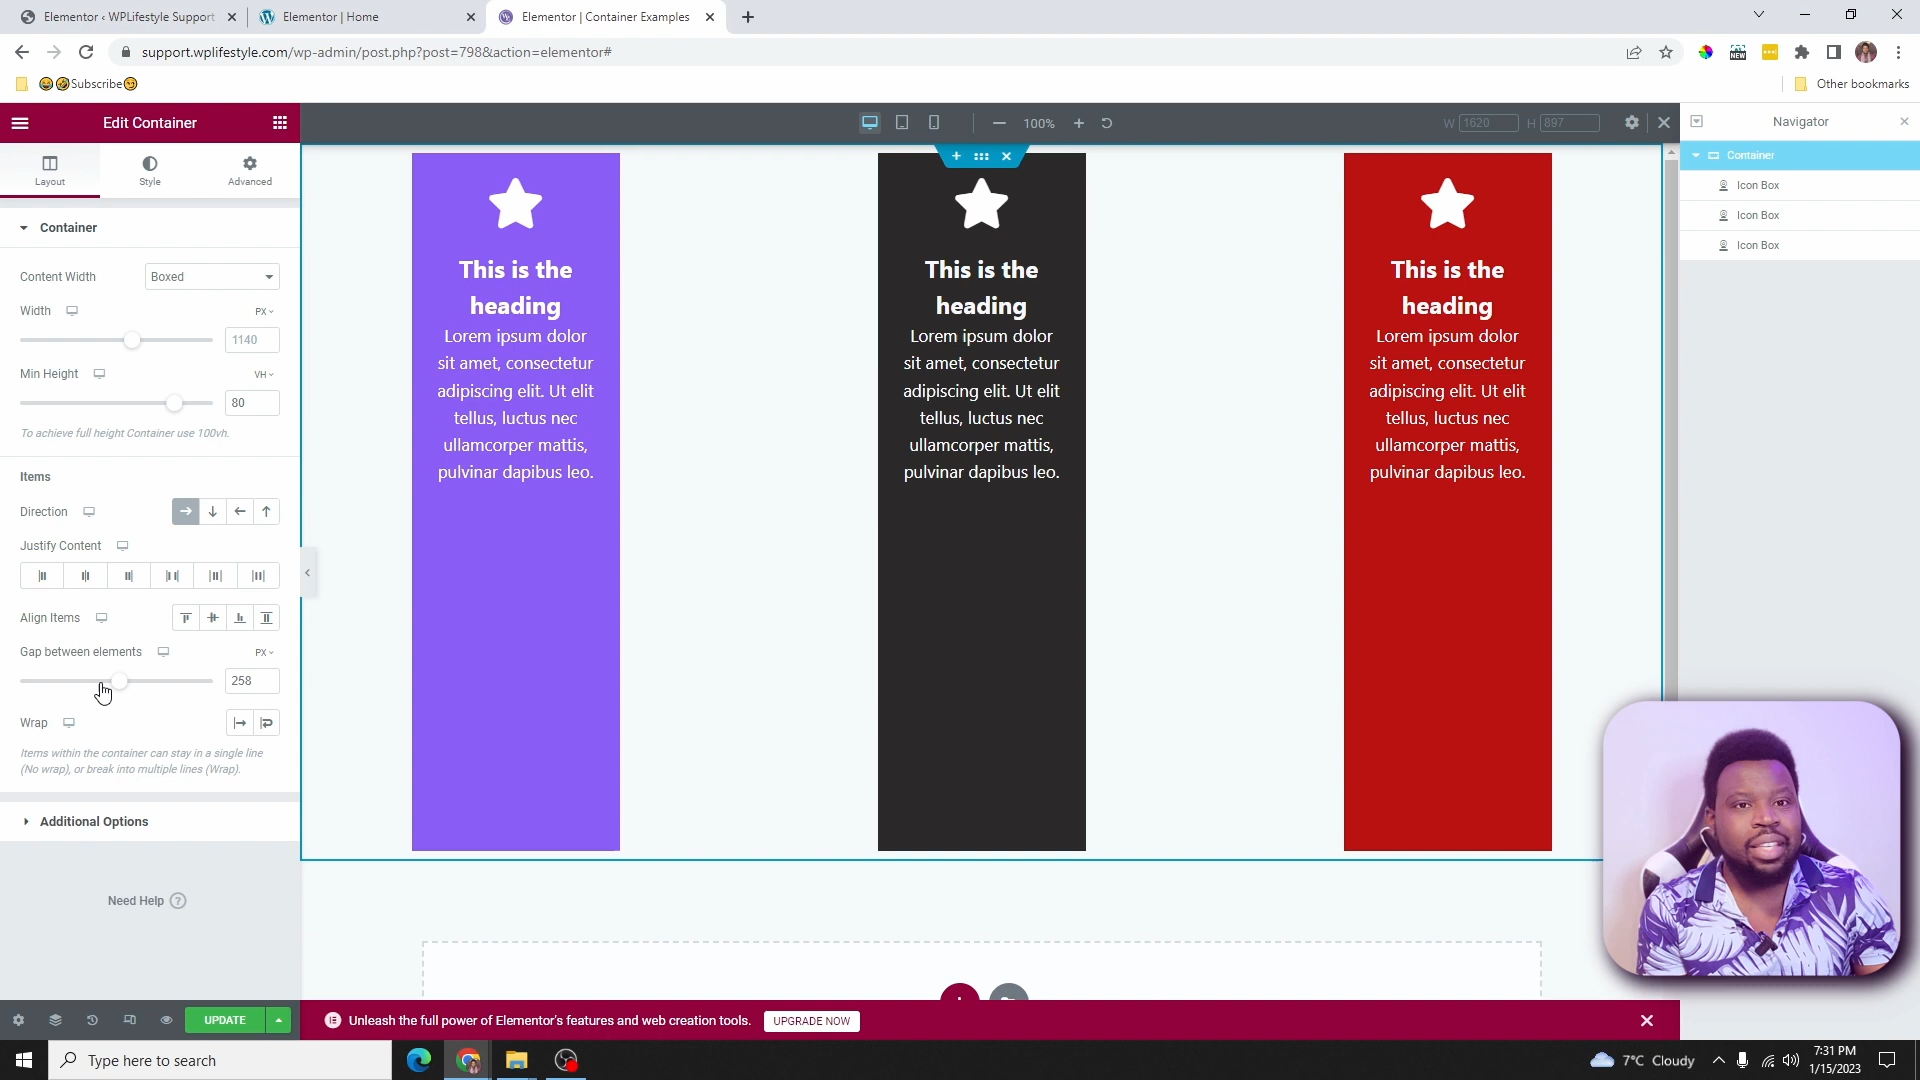 Elementor ‹ WPLifestyle Support
Elementor | Home
Elementor | Container Examples
support.wplifestyle.com/wp-admin/post.php?post=798&action=elementor#
NEW
😂🤣Subscribe😏
Other bookmarks
Edit Container
100%
W 1620 H 897
Navigator
Layout
Style
Advanced
Container
Icon Box
Icon Box
Icon Box
Container
Content Width
Boxed
Width
PX
1140
Min Height
VH
80
To achieve full height Container use 100vh.
Items
Direction
Justify Content
Align Items
Gap between elements
PX
258
Wrap
Items within the container can stay in a single line
(No wrap), or break into multiple lines (Wrap).
Additional Options
Need Help ?
UPDATE
This is the
heading
Lorem ipsum dolor
sit amet, consectetur
adipiscing elit. Ut elit
tellus, luctus nec
ullamcorper mattis,
pulvinar dapibus leo.
This is the
heading
Lorem ipsum dolor
sit amet, consectetur
adipiscing elit. Ut elit
tellus, luctus nec
ullamcorper mattis,
pulvinar dapibus leo.
This is the
heading
Lorem ipsum dolor
sit amet, consectetur
adipiscing elit. Ut elit
tellus, luctus nec
ullamcorper mattis,
pulvinar dapibus leo.
Unleash the full power of Elementor's features and web creation tools.
UPGRADE NOW
Type here to search
7°C Cloudy
7:31 PM
1/15/2023